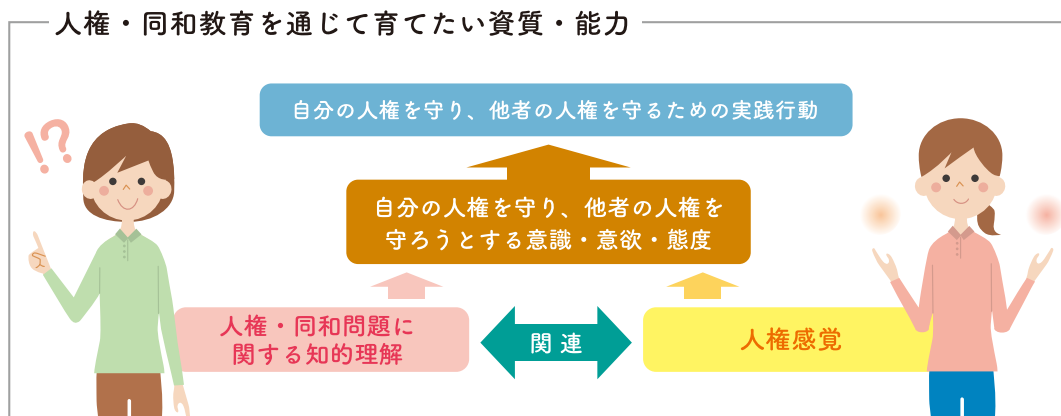 人権・同和教育を通じて育てたい資質・能力
自分の人権を守り、他者の人権を守るための実践行動
!?
自分の人権を守り、他者の人権を
守ろうとする意識・意欲・態度
人権・同和問題に
関する知的理解
関連
人権感覚